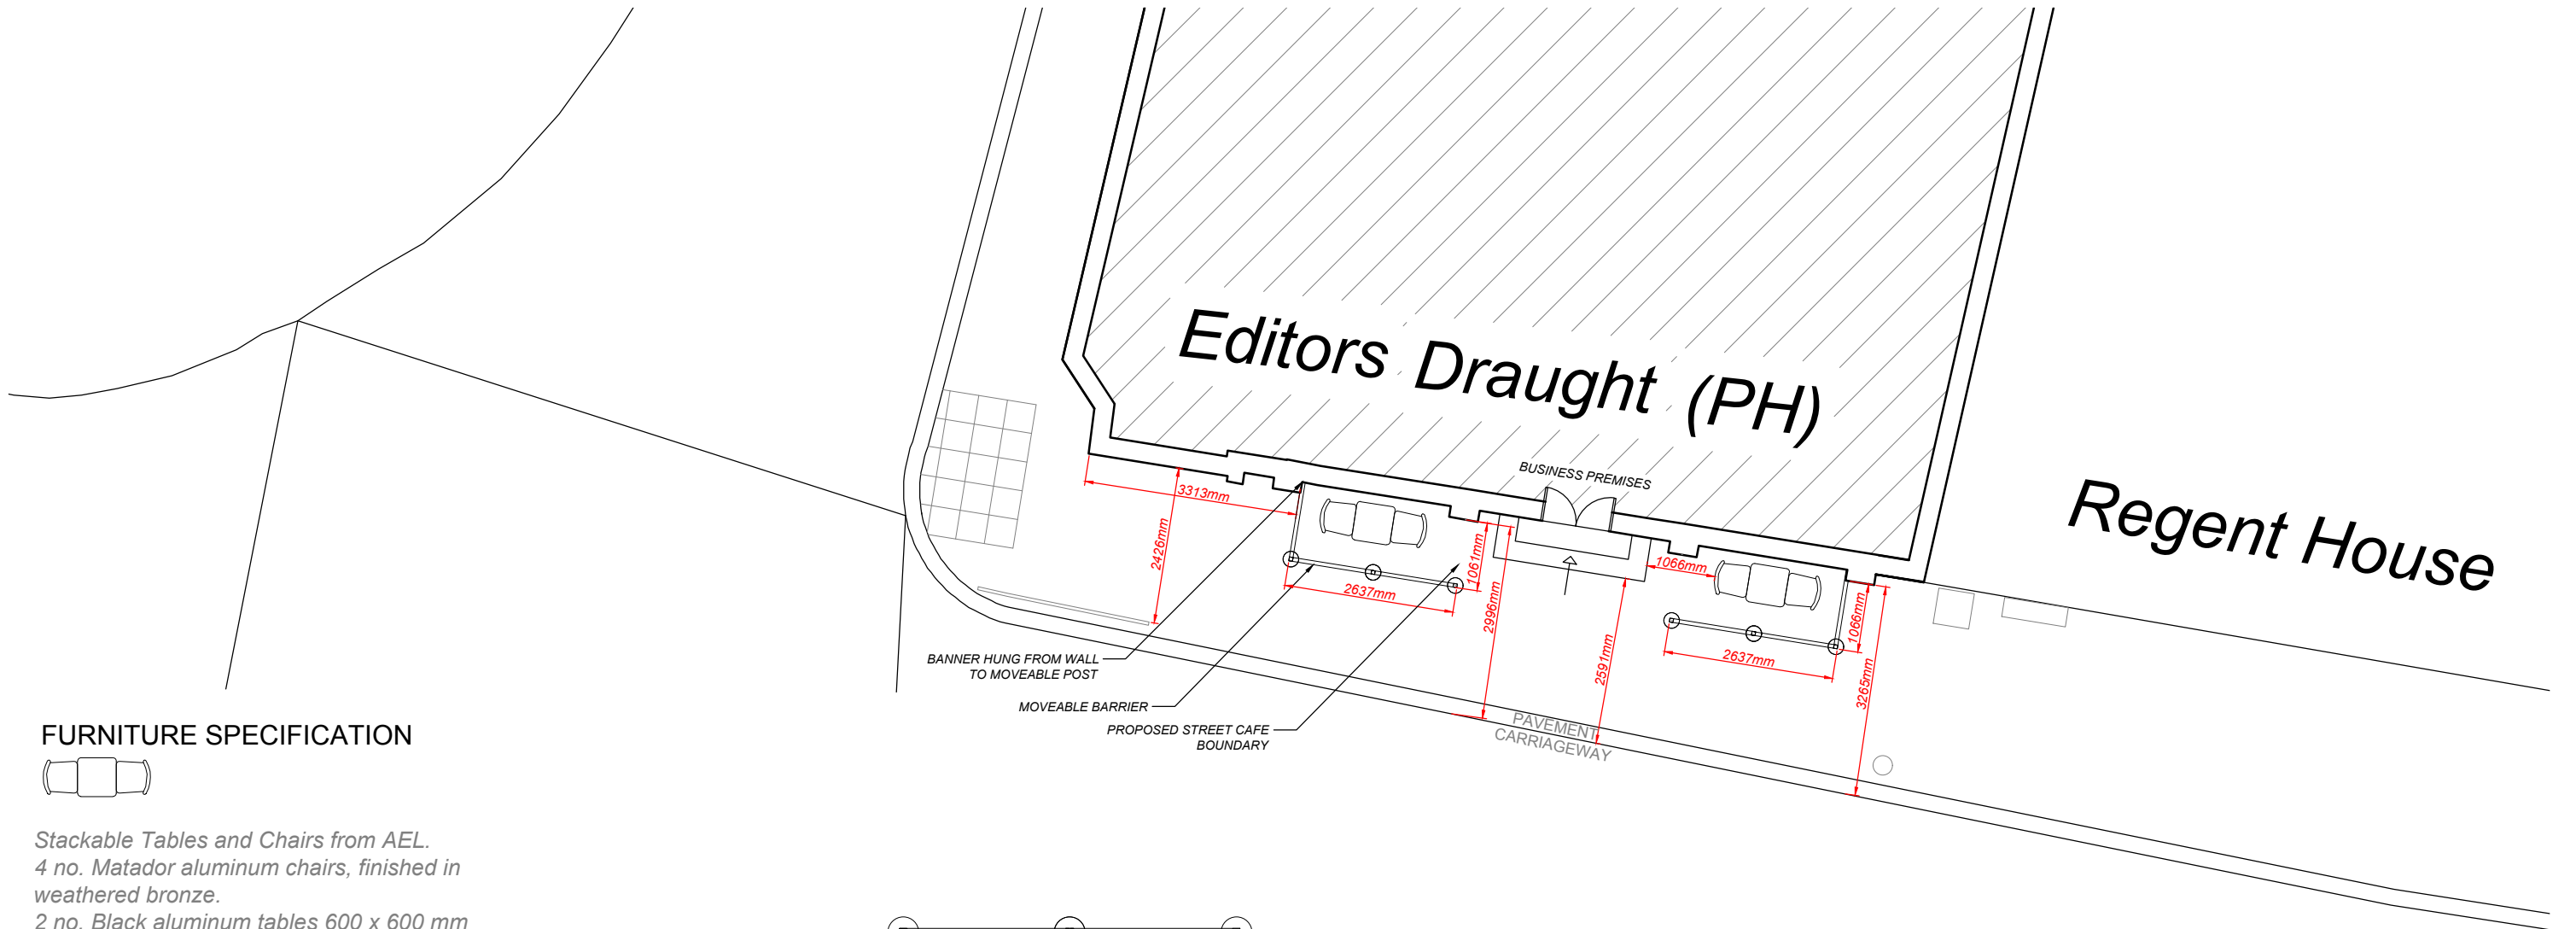 Editors Draught (PH)
BUSINESS PREMISES
Regent House
3313mm
2426mm
2637mm
1061mm
2996mm
1066mm
2591mm
2637mm
1066mm
3265mm
BANNER HUNG FROM WALL
TO MOVEABLE POST
MOVEABLE BARRIER
PROPOSED STREET CAFE
BOUNDARY
PAVEMENT
CARRIAGEWAY
FURNITURE SPECIFICATION
Stackable Tables and Chairs from AEL.
4 no. Matador aluminum chairs, finished in
weathered bronze.
2 no. Black aluminum tables 600 x 600 mm